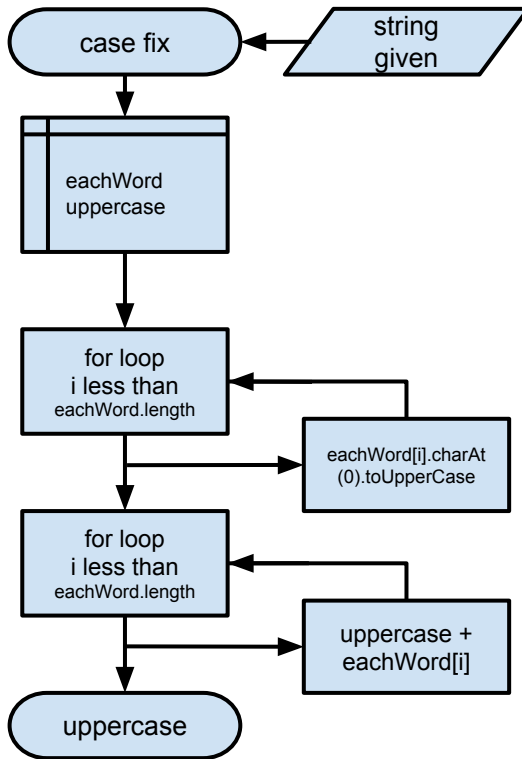 case fix
string
given
eachWord
uppercase
for loop
i less than
eachWord.length
eachWord[i].charAt
(0).toUpperCase
for loop
i less than
eachWord.length
uppercase +
eachWord[i]
uppercase